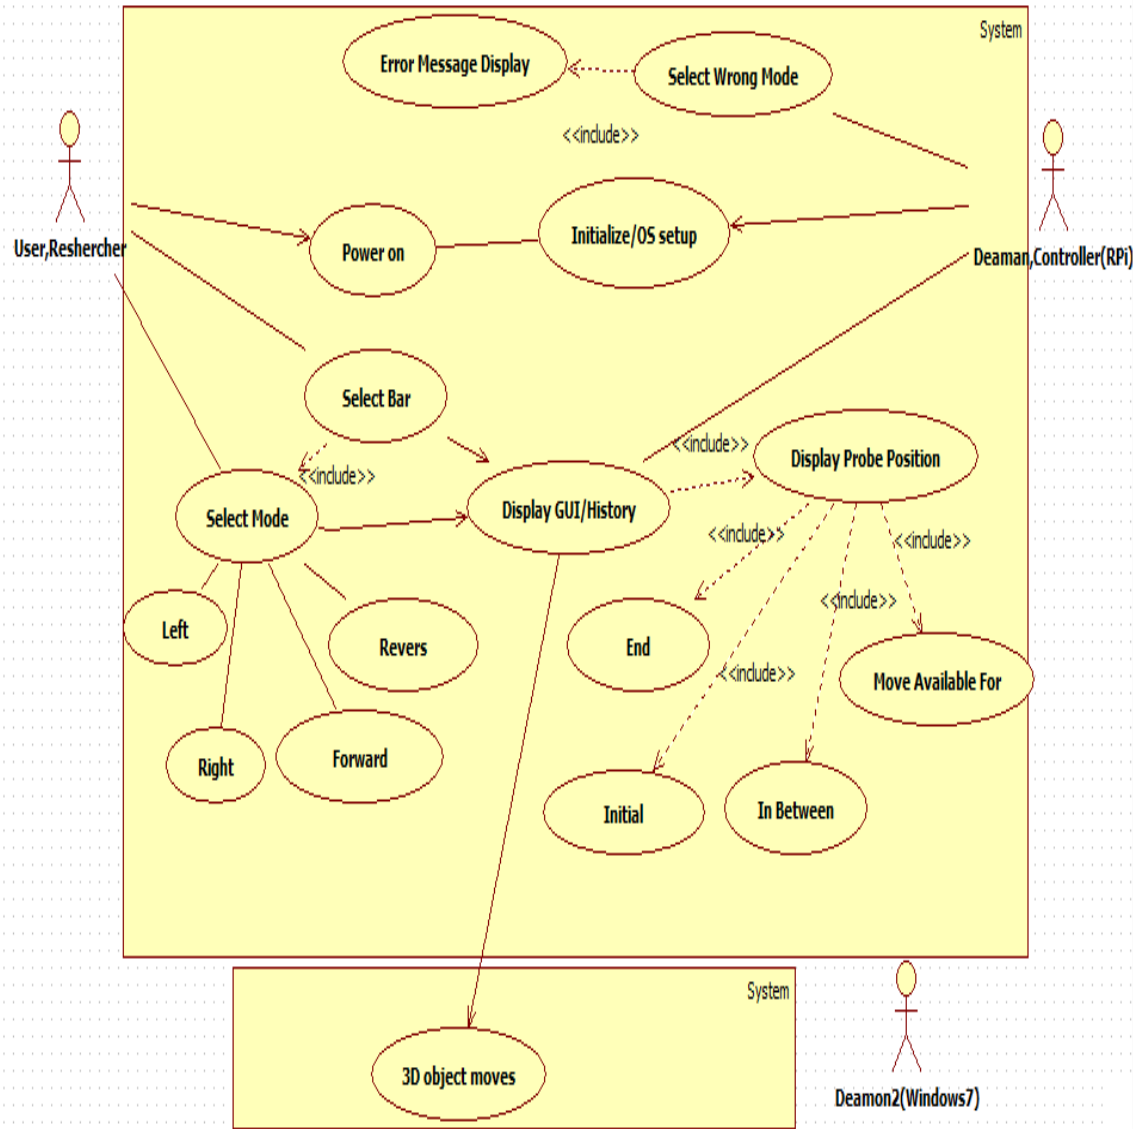 System
Error Message Display
Select Wrong Mode
<<include>>
User,Reshercher
Power on
Initialize/OS setup
Deaman,Controller(RPi)
Select Bar
<<include>>
<<include>>
Display Probe Position
Select Mode
Display GUI/History
<<include>>
<<include>>
<<include>>
<<include>>
Left
Revers
End
Move Available For
Right
Forward
Initial
In Between
System
3D object moves
Deamon2(Windows7)